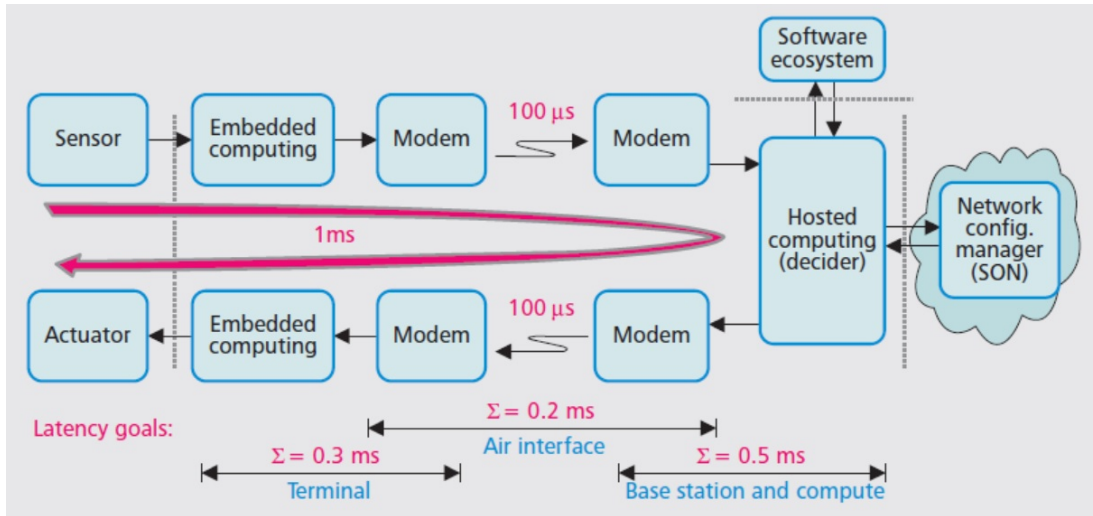 Software
ecosystem
Sensor
Embedded
computing
Modem
100 µs
Modem
1ms
Hosted
computing
(decider)
Network
config.
manager
(SON)
Actuator
Embedded
computing
Modem
100 µs
Modem
Latency goals:
Σ = 0.2 ms
Air interface
Σ = 0.3 ms
Terminal
Σ = 0.5 ms
Base station and compute